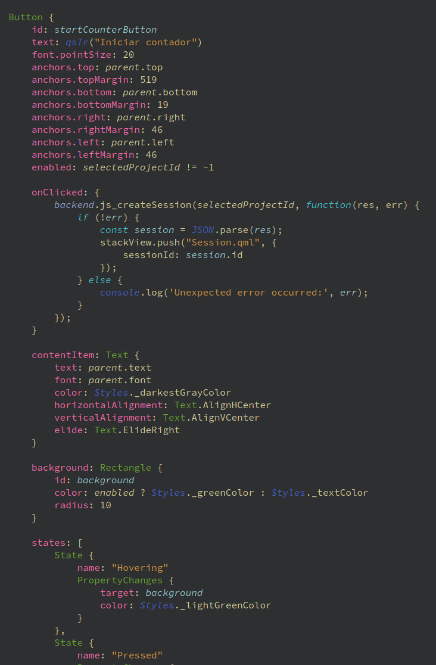 Button {
    id: startCounterButton
    text: qsTr("Iniciar contador")
    font.pointSize: 20
    anchors.top: parent.top
    anchors.topMargin: 519
    anchors.bottom: parent.bottom
    anchors.bottomMargin: 19
    anchors.right: parent.right
    anchors.rightMargin: 46
    anchors.left: parent.left
    anchors.leftMargin: 46
    enabled: selectedProjectId != -1

    onClicked: {
        backend.js_createSession(selectedProjectId, function(res, err) {
            if (!err) {
                const session = JSON.parse(res);
                stackView.push("Session.qml", {
                    sessionId: session.id
                });
            } else {
                console.log('Unexpected error occurred:', err);
            }
        });
    }

    contentItem: Text {
        text: parent.text
        font: parent.font
        color: Styles._darkestGrayColor
        horizontalAlignment: Text.AlignHCenter
        verticalAlignment: Text.AlignVCenter
        elide: Text.ElideRight
    }

    background: Rectangle {
        id: background
        color: enabled ? Styles._greenColor : Styles._textColor
        radius: 10
    }

    states: [
        State {
            name: "Hovering"
            PropertyChanges {
                target: background
                color: Styles._lightGreenColor
            }
        },
        State {
            name: "Pressed"